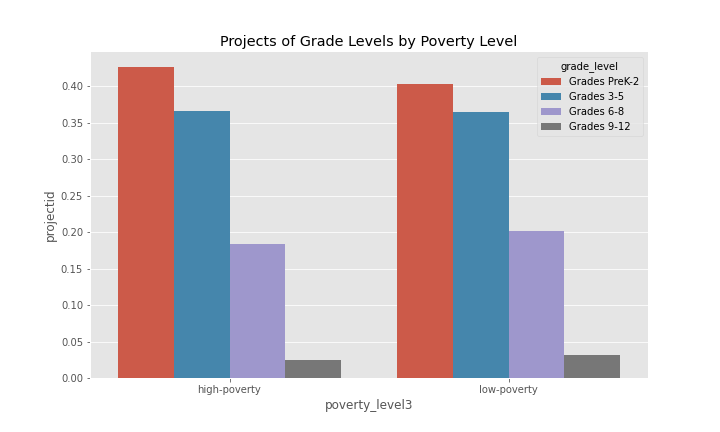 Projects of Grade Levels by Poverty Level
grade_level
Grades PreK-2
Grades 3-5
Grades 6-8
Grades 9-12
projectid
0.40
0.35
0.30
0.25
0.20
0.15
0.10
0.05
0.00
high-poverty
low-poverty
poverty_level3